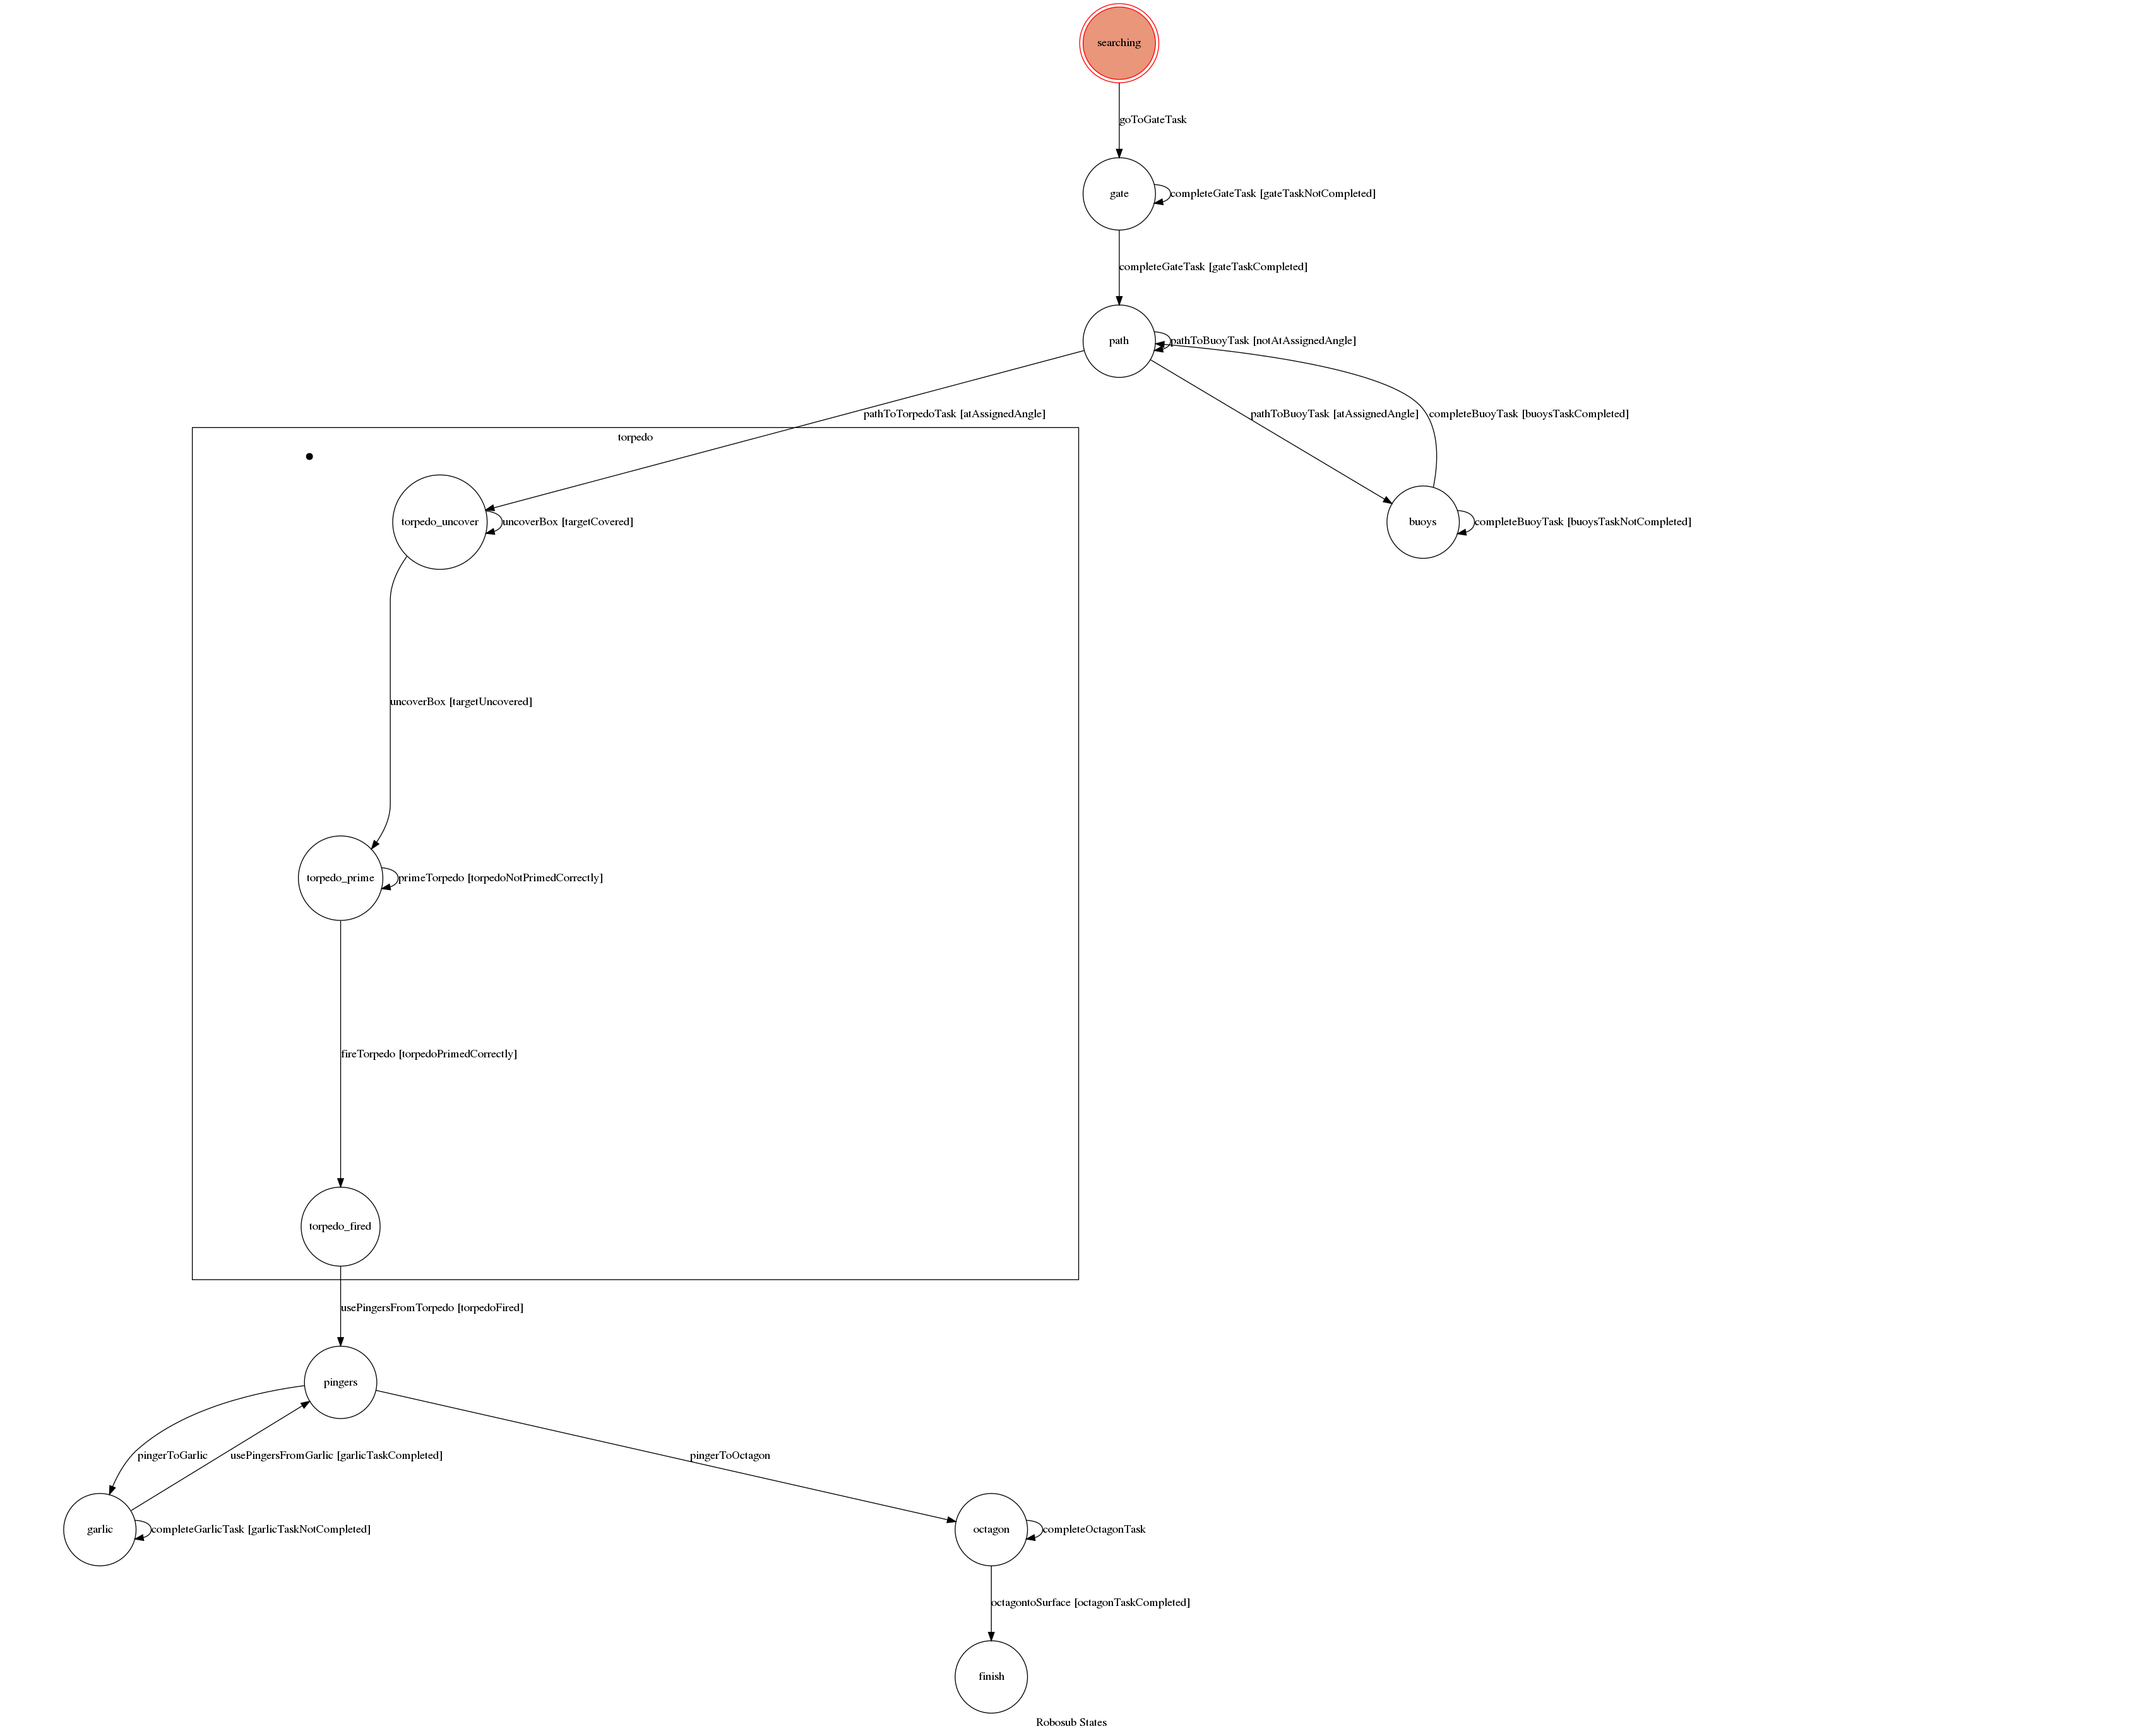 searching
goToGateTask
gate
completeGateTask [gateTaskNotCompleted]
completeGateTask [gateTaskCompleted]
path
pathToBuoyTask [notAtAssignedAngle]
pathToTorpedoTask [atAssignedAngle]
pathToBuoyTask [atAssignedAngle]
completeBuoyTask [buoysTaskCompleted]
torpedo
torpedo_uncover
uncoverBox [targetCovered]
buoys
completeBuoyTask [buoysTaskNotCompleted]
uncoverBox [targetUncovered]
torpedo_prime
primeTorpedo [torpedoNotPrimedCorrectly]
fireTorpedo [torpedoPrimedCorrectly]
torpedo_fired
usePingersFromTorpedo [torpedoFired]
pingers
pingerToGarlic
usePingersFromGarlic [garlicTaskCompleted]
pingerToOctagon
garlic
completeGarlicTask [garlicTaskNotCompleted]
octagon
completeOctagonTask
octagontoSurface [octagonTaskCompleted]
finish
Robosub States